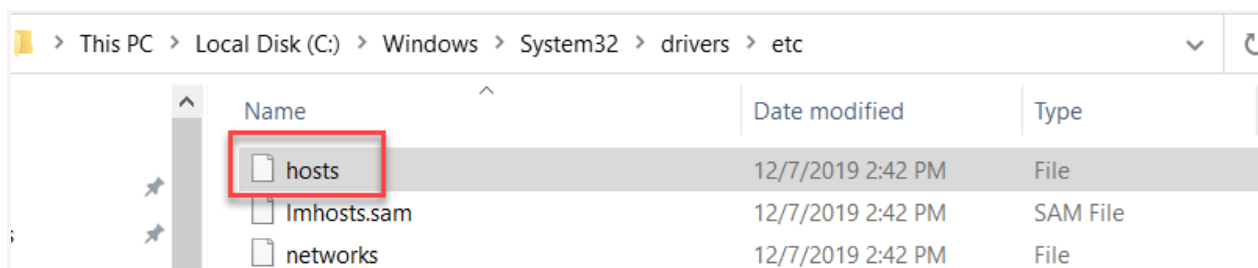 > This PC > Local Disk (C:) > Windows > System32 > drivers > etc
Name Date modified Type
hosts 12/7/2019 2:42 PM File
lmhosts.sam 12/7/2019 2:42 PM SAM File
networks 12/7/2019 2:42 PM File